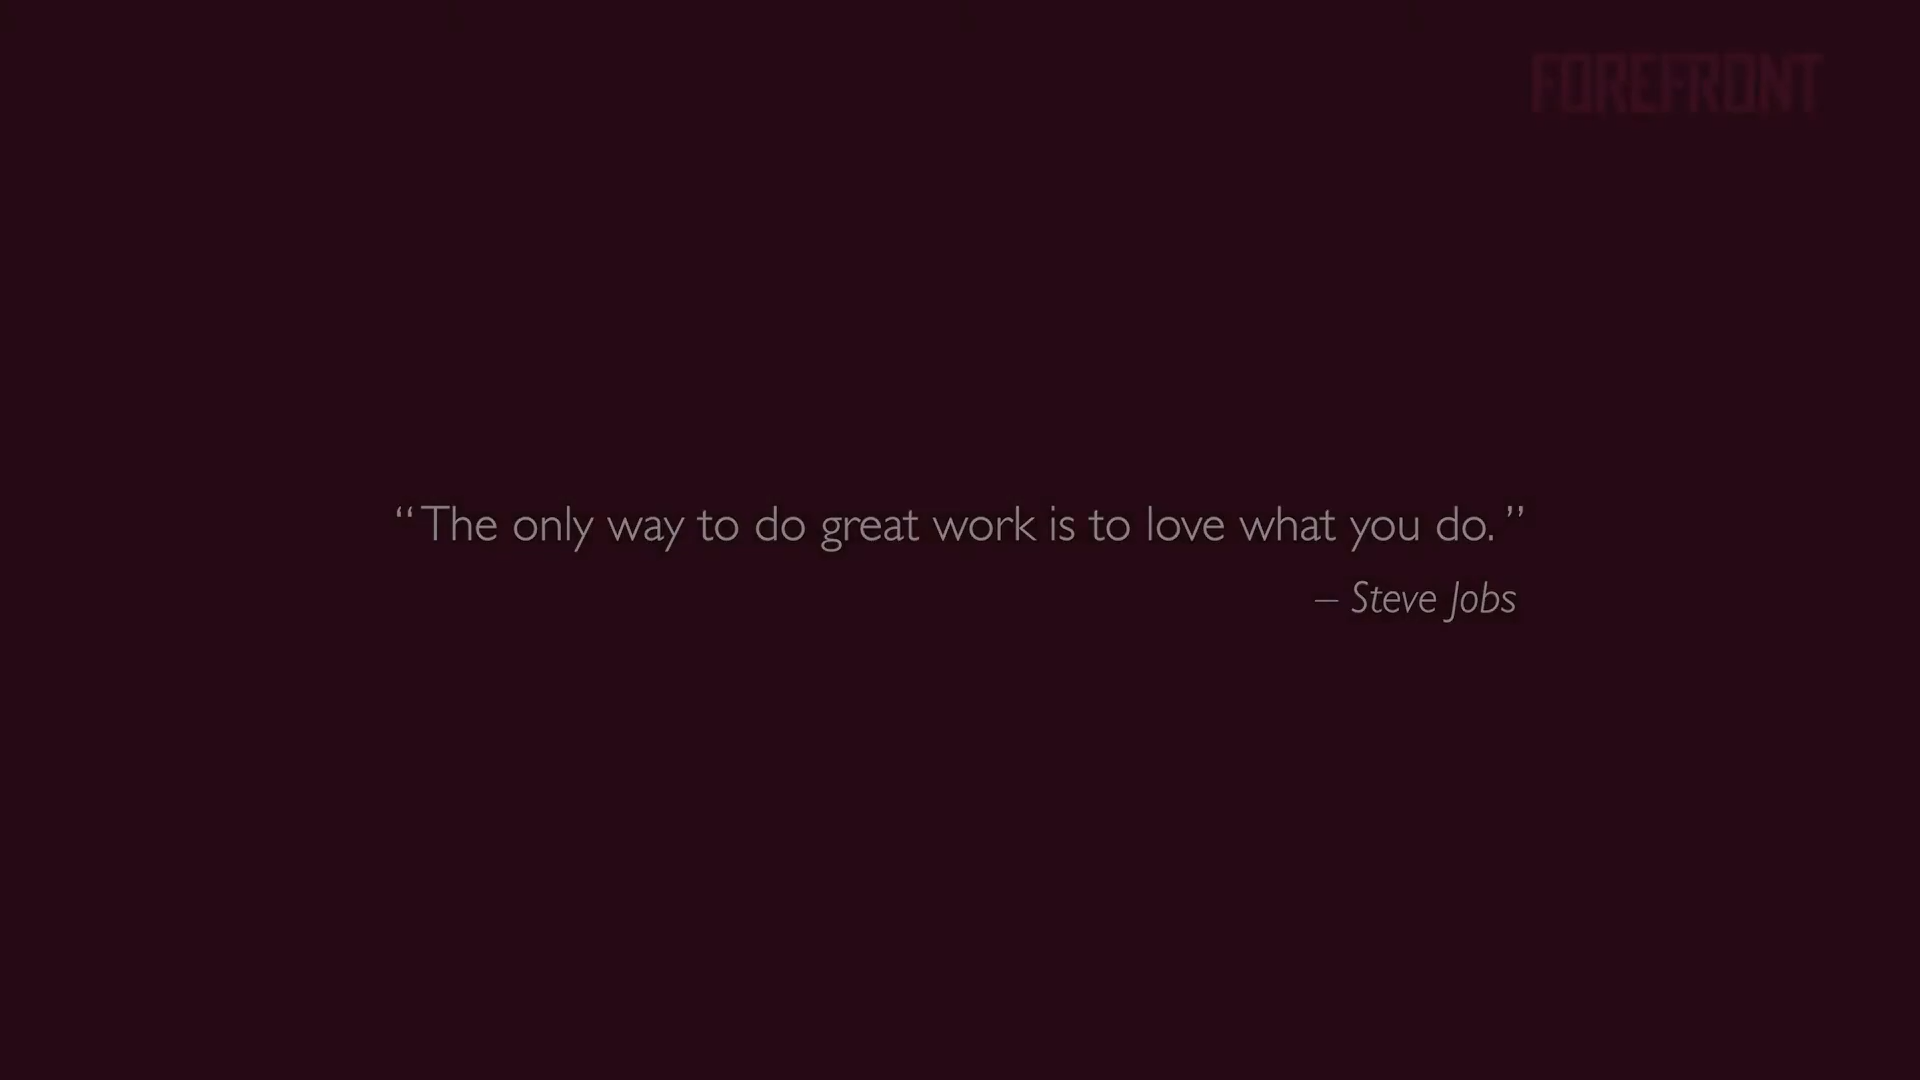 FOREFRONT
“The only way to do great work is to love what you do.”
– Steve Jobs